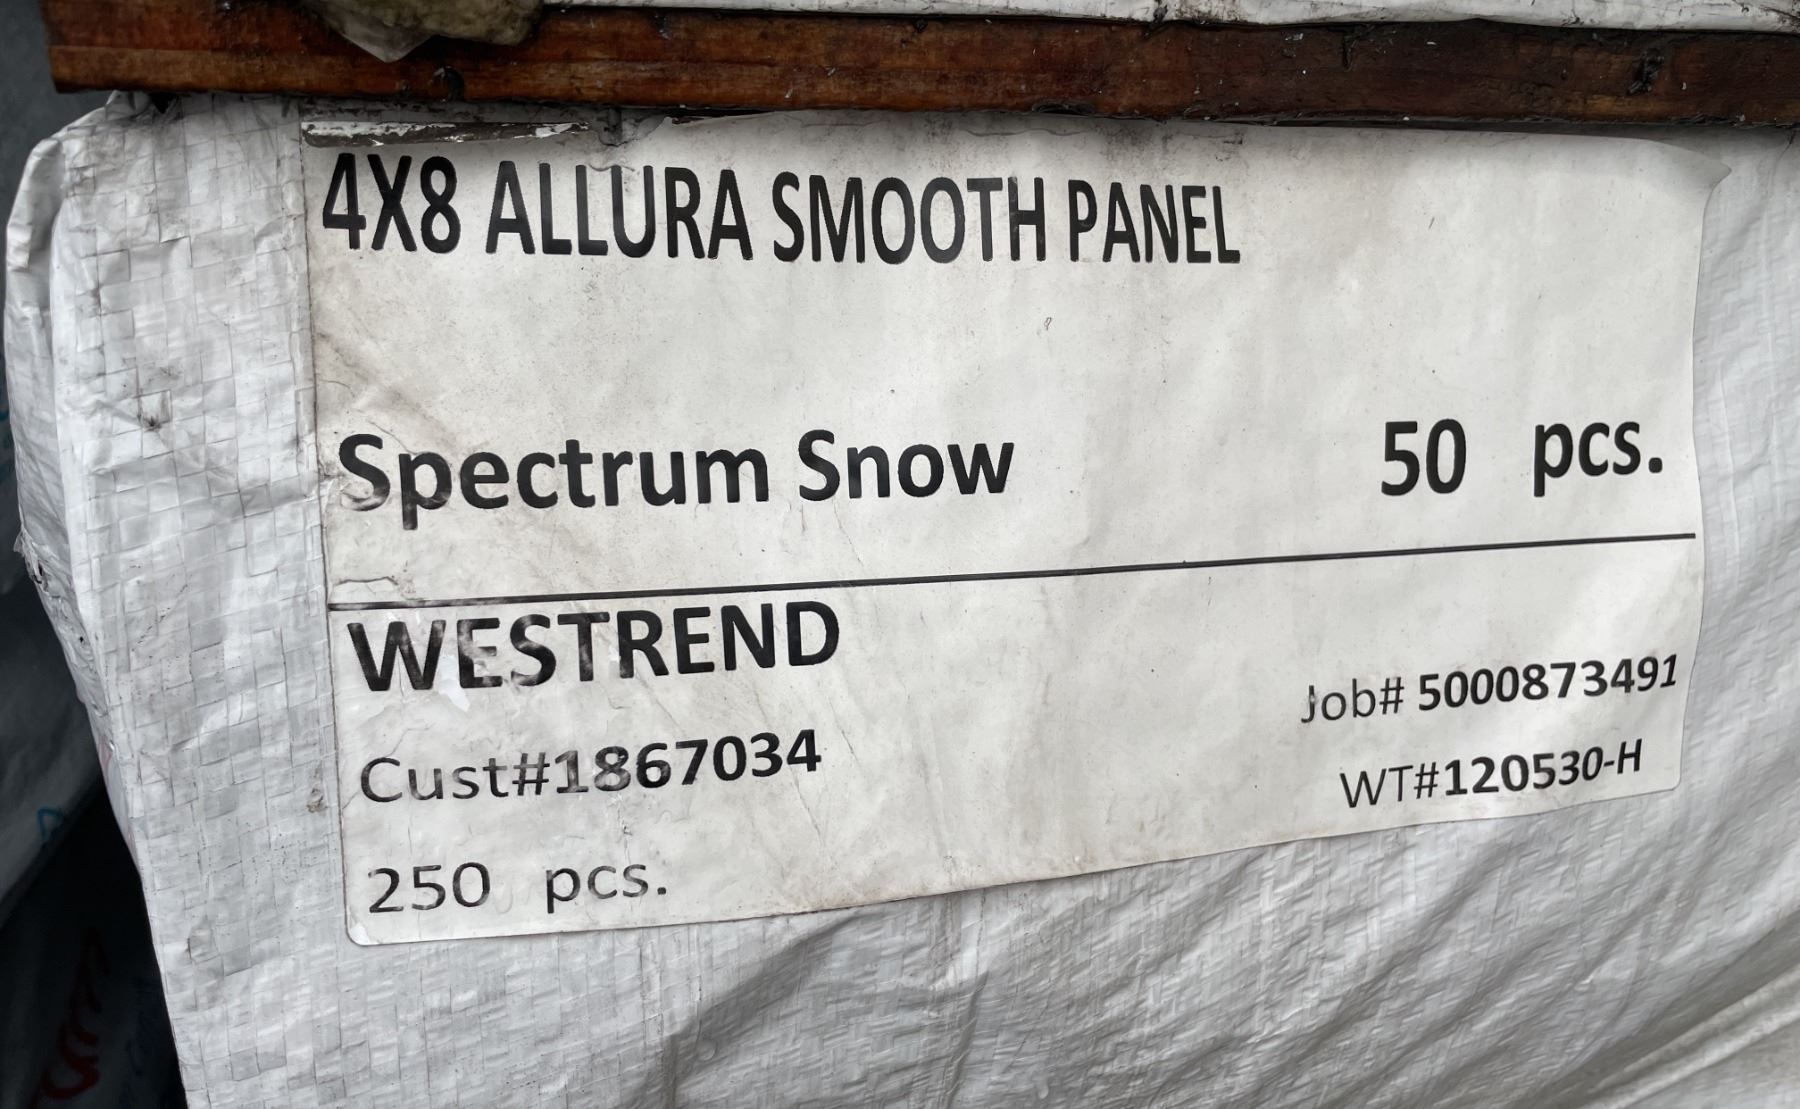 4X8 ALLURA SMOOTH PANEL
Spectrum Snow 50 pcs.
WESTREND
Job# 5000873491
Cust#1867034
WT#120530-H
250 pcs.